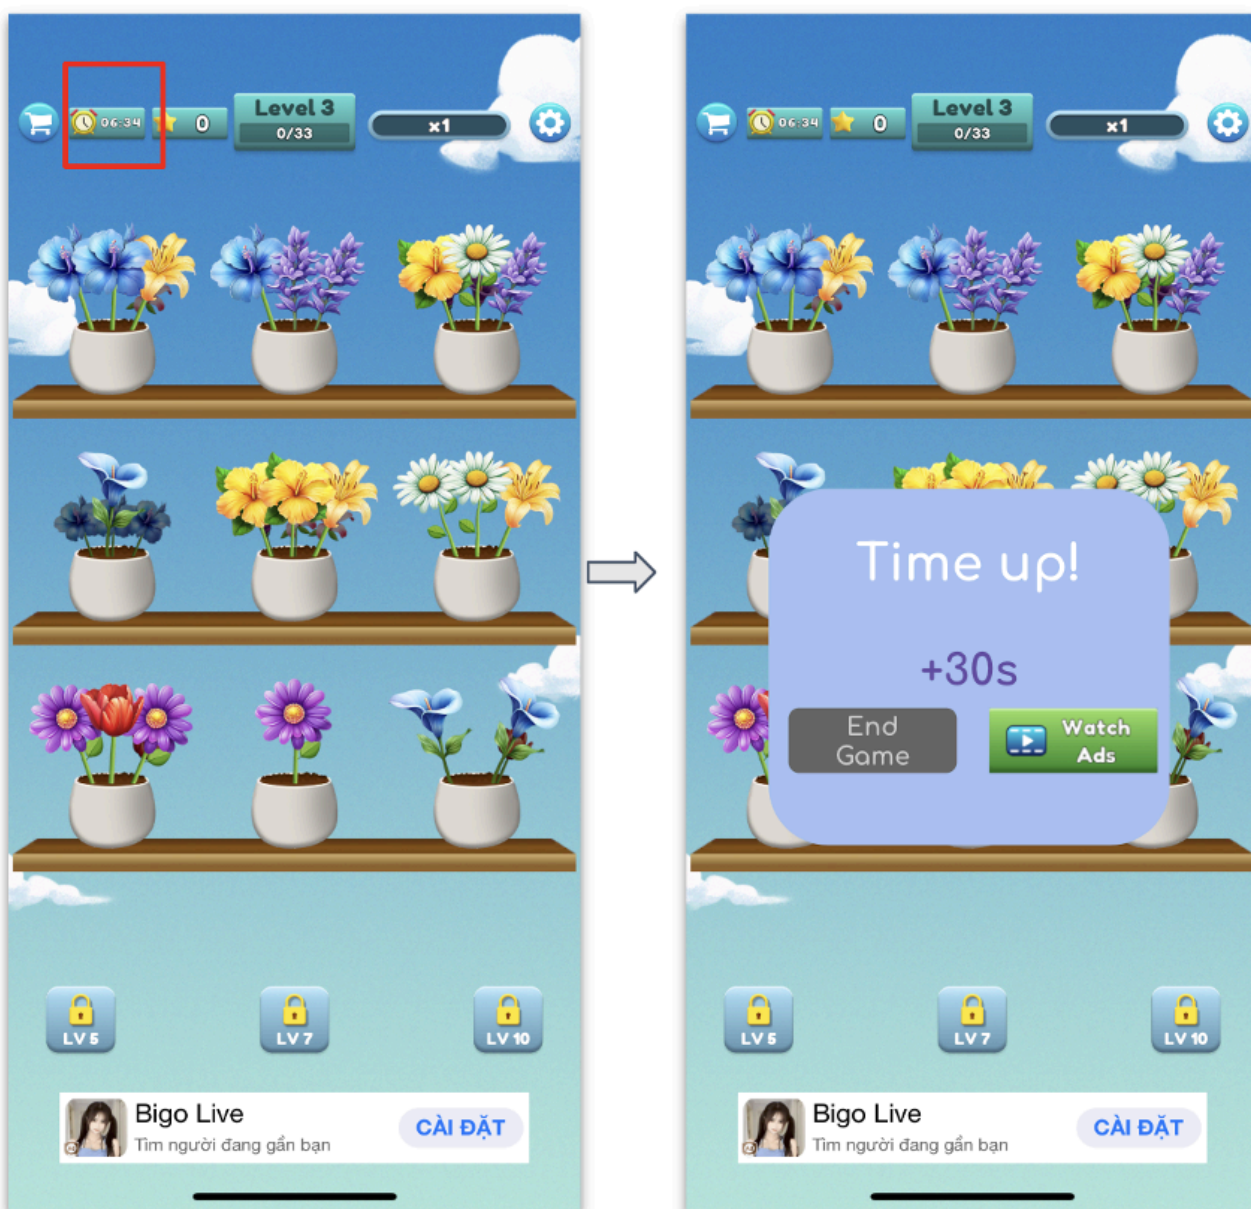 06:34
0
Level 3
0/33
x1
LV 5
LV 7
LV 10
Bigo Live
Tìm người đang gần bạn
CÀI ĐẶT
06:34
0
Level 3
0/33
x1
Time up!
+30s
End
Game
Watch
Ads
LV 5
LV 7
LV 10
Bigo Live
Tìm người đang gần bạn
CÀI ĐẶT